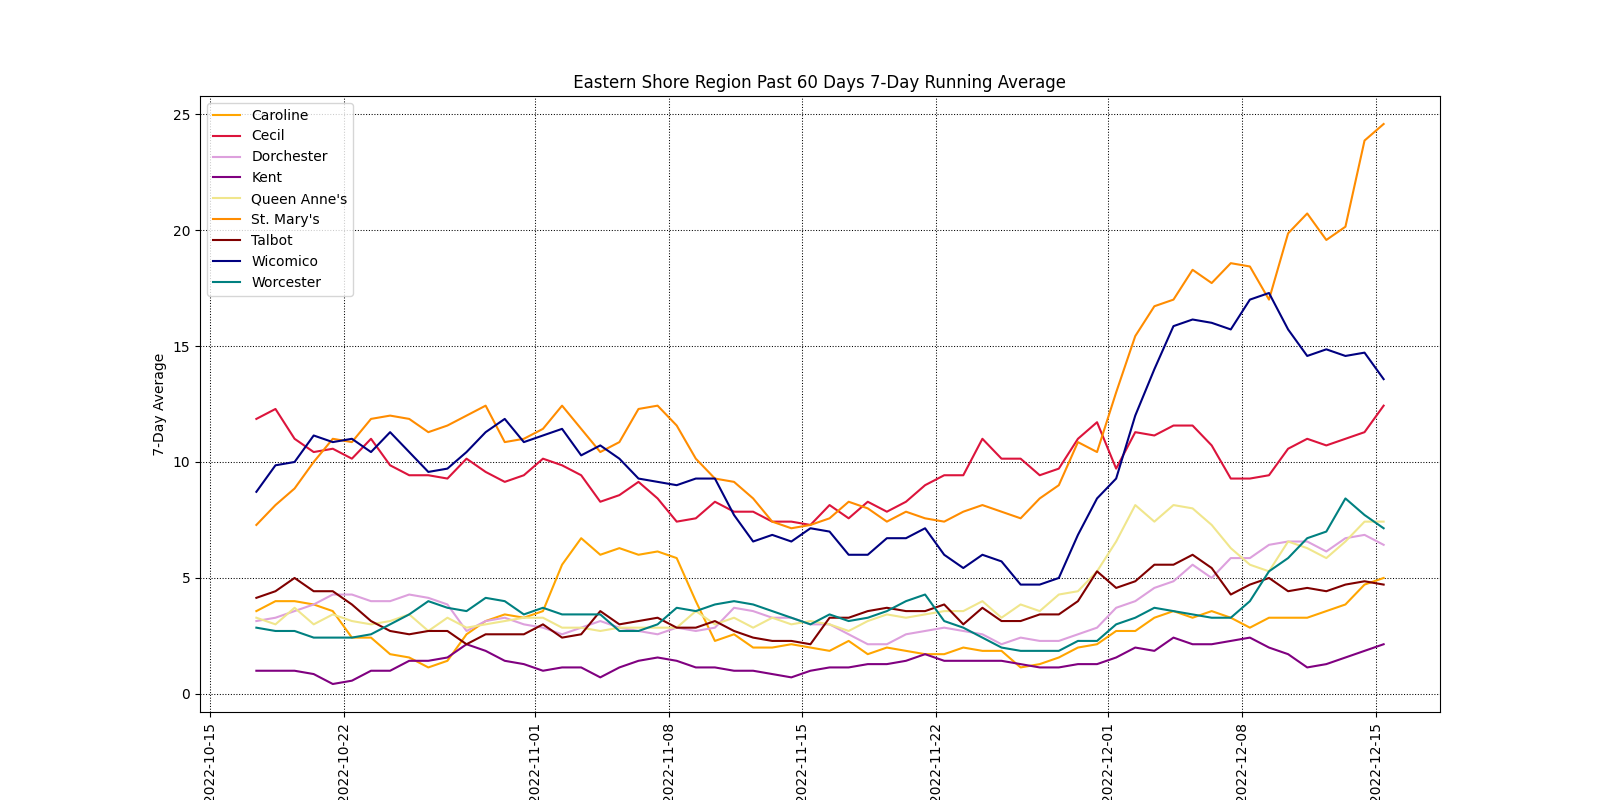 Eastern Shore Region Past 60 Days 7-Day Running Average
7-Day Average
25
20
15
10
5
0
Caroline
Cecil
Dorchester
Kent
Queen Anne's
St. Mary's
Talbot
Wicomico
Worcester
2022-10-15
2022-10-22
2022-11-01
2022-11-08
2022-11-15
2022-11-22
2022-12-01
2022-12-08
2022-12-15